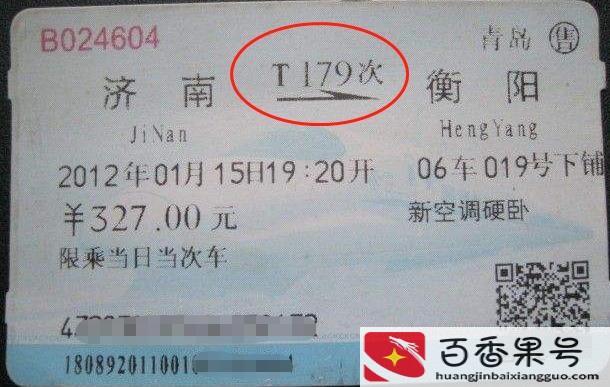 B024604 青岛 售
济南 T179次 衡阳
JiNan HengYang
2012年01月15日19:20开 06车019号下铺
¥327.00元 新空调硬卧
限乘当日当次车
18089201100
百香果号
huangjinbaixiangguo.com